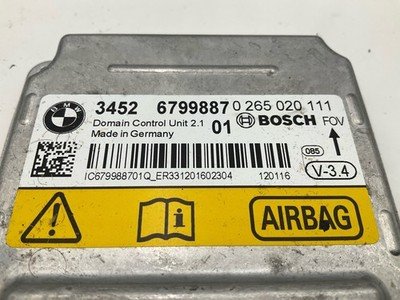 BMW
3452 6799887 0 265 020 111
Domain Control Unit 2.1 01 BOSCH FOV
Made in Germany
085
V-3.4
IC679988701Q_ER331201602304 120116
AIRBAG